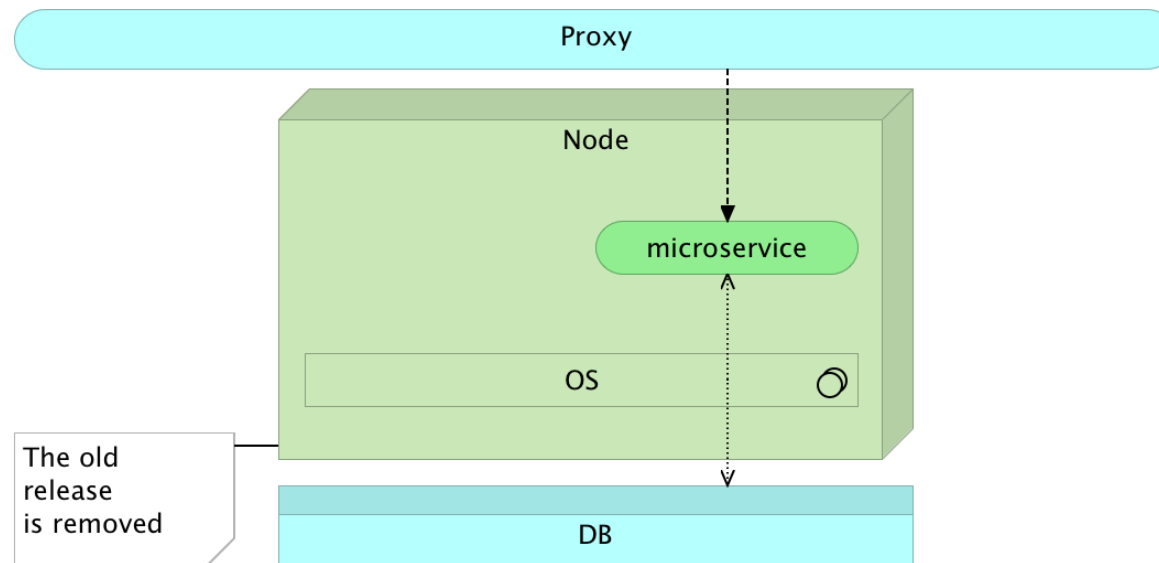 Proxy
Node
microservice
OS
The old
release
is removed
DB